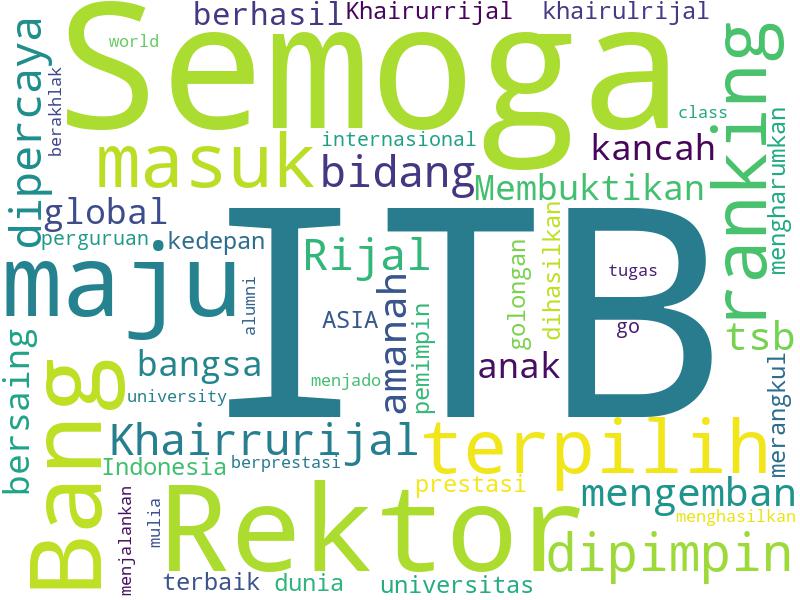 berhasil
Khairurrijal
khairulrijal
world
Semoga
class
dipercaya
berakhlak
ranking
masuk
internasional
bidang
kancah
mengharumkan
Membuktikan
global
perguruan
kedepan
ITB
Rijal
golongan
dihasilkan
tugas
maju
alumni
ASIA
amanah
pemimpin
go
tsb
bersaing
bangsa
menjado
anak
merangkul
university
Bang
Khairrurijal
terpilih
Indonesia
berprestasi
prestasi
mengemban
menjalankan
mulia
Rektor
menghasilkan
dipimpin
terbaik
dunia
universitas